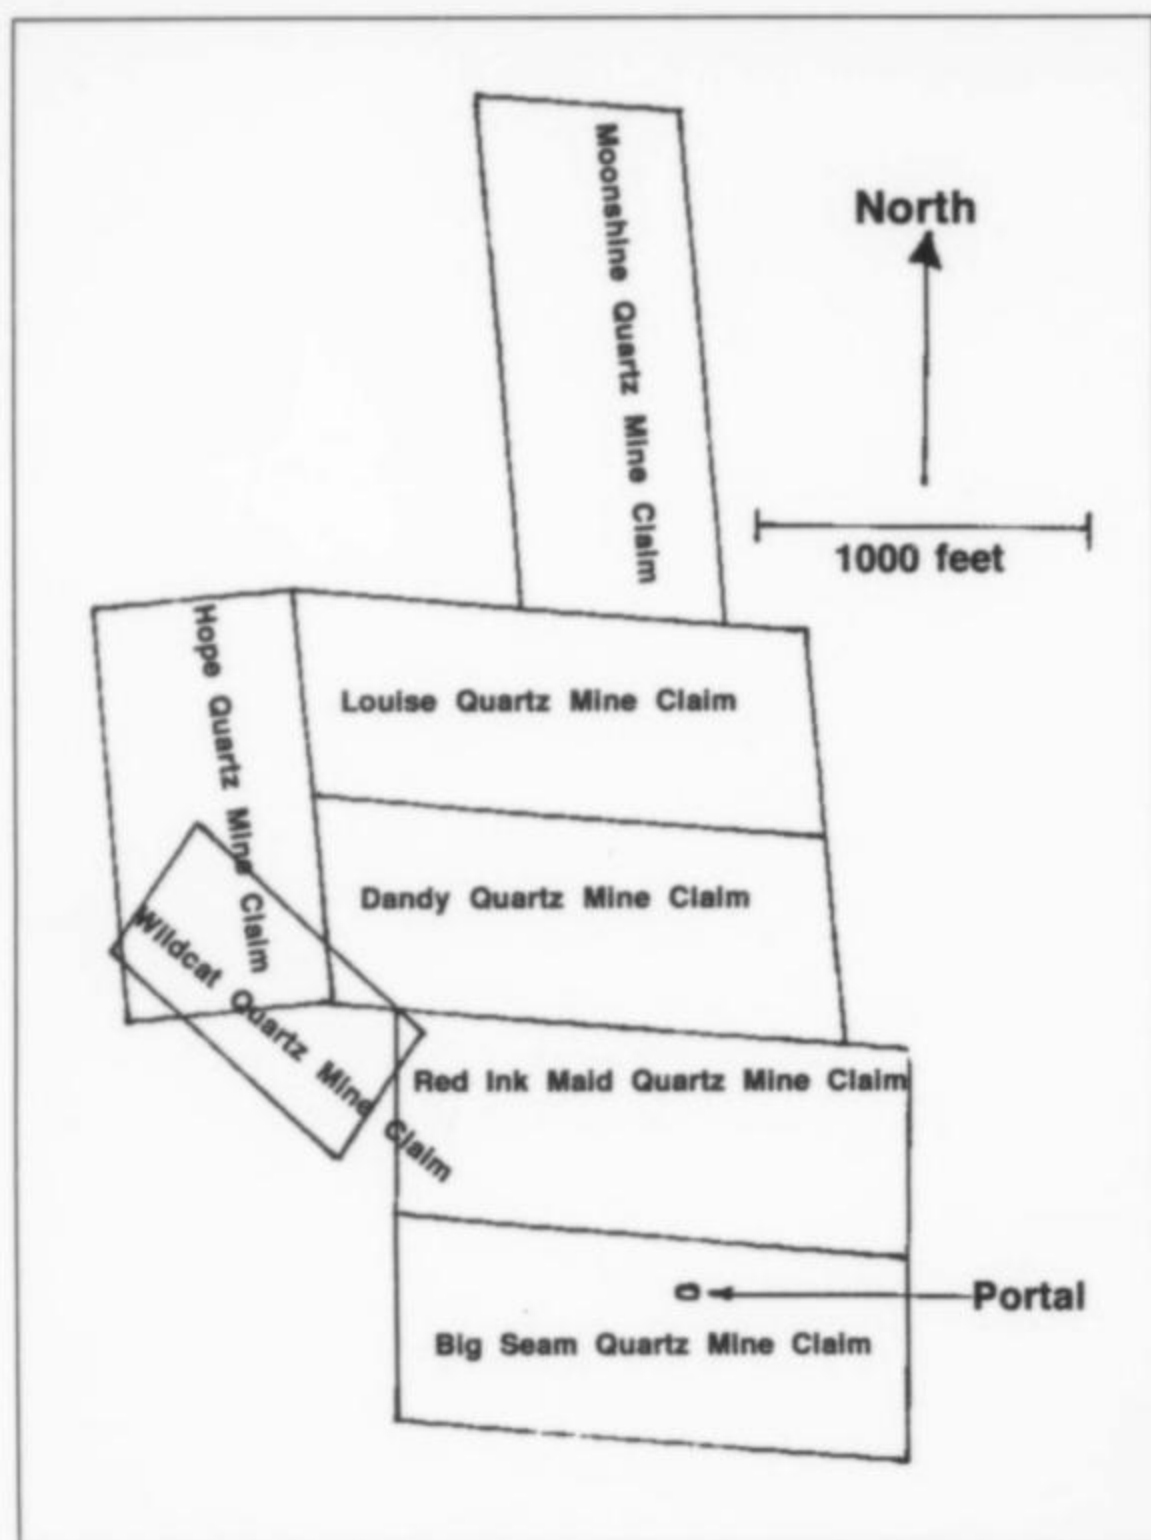 Moonshine Quartz Mine Claim
North
1000 feet
Hope Quartz Mine Claim
Louise Quartz Mine Claim
Dandy Quartz Mine Claim
Wildcat Quartz Mine Claim
Red Ink Maid Quartz Mine Claim
Portal
Big Seam Quartz Mine Claim